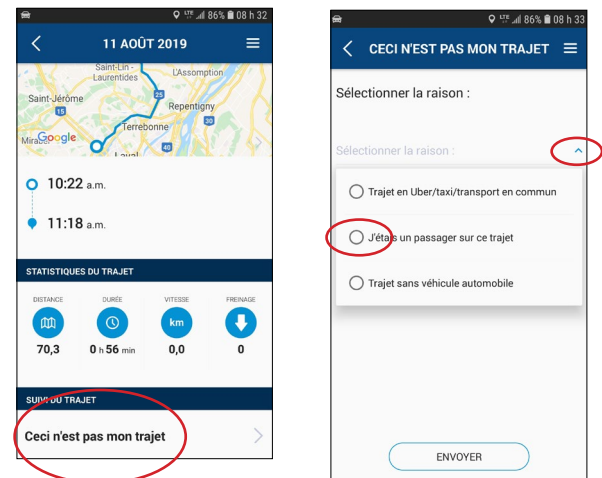 LTE 86% 08 h 32
11 AOÛT 2019
Saint-Lin-
Laurentides
L'Assomption
Saint-Jérôme
15
25
Repentigny
30
Terrebonne
Google
40
Laval
10:22 a.m.
11:18 a.m.
STATISTIQUES DU TRAJET
DISTANCE DURÉE VITESSE FREINAGE
km
70,3 0 h 56 min 0,0 0
SUIVI DU TRAJET
Ceci n'est pas mon trajet
LTE 86% 08 h 33
CECI N'EST PAS MON TRAJET
Sélectionner la raison :
Sélectionner la raison :
Trajet en Uber/taxi/transport en commun
J'étais un passager sur ce trajet
Trajet sans véhicule automobile
ENVOYER